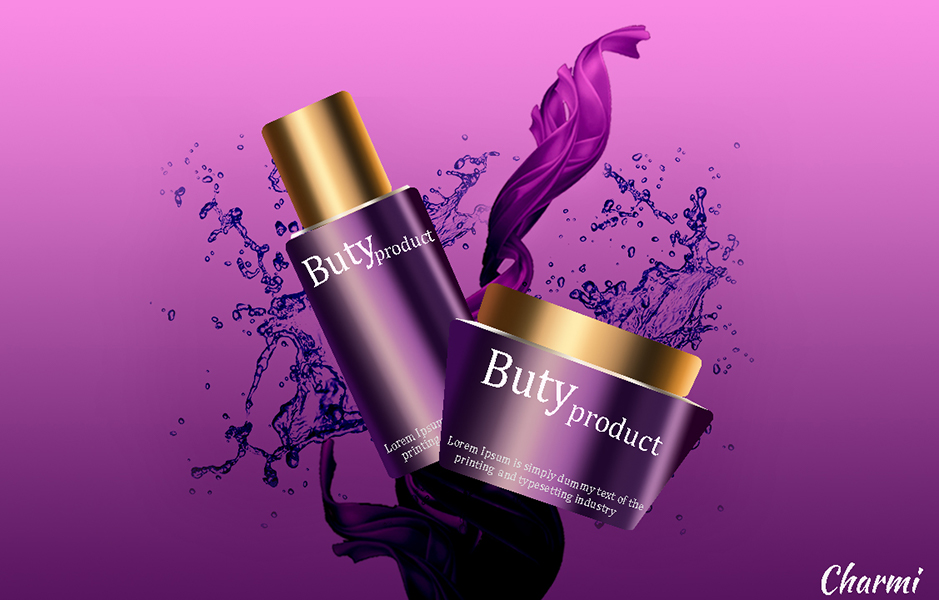 Buty product
Lorem Ipsum
printing
Buty product
Lorem Ipsum is simply dummy text of the
printing and typesetting industry
Charmi